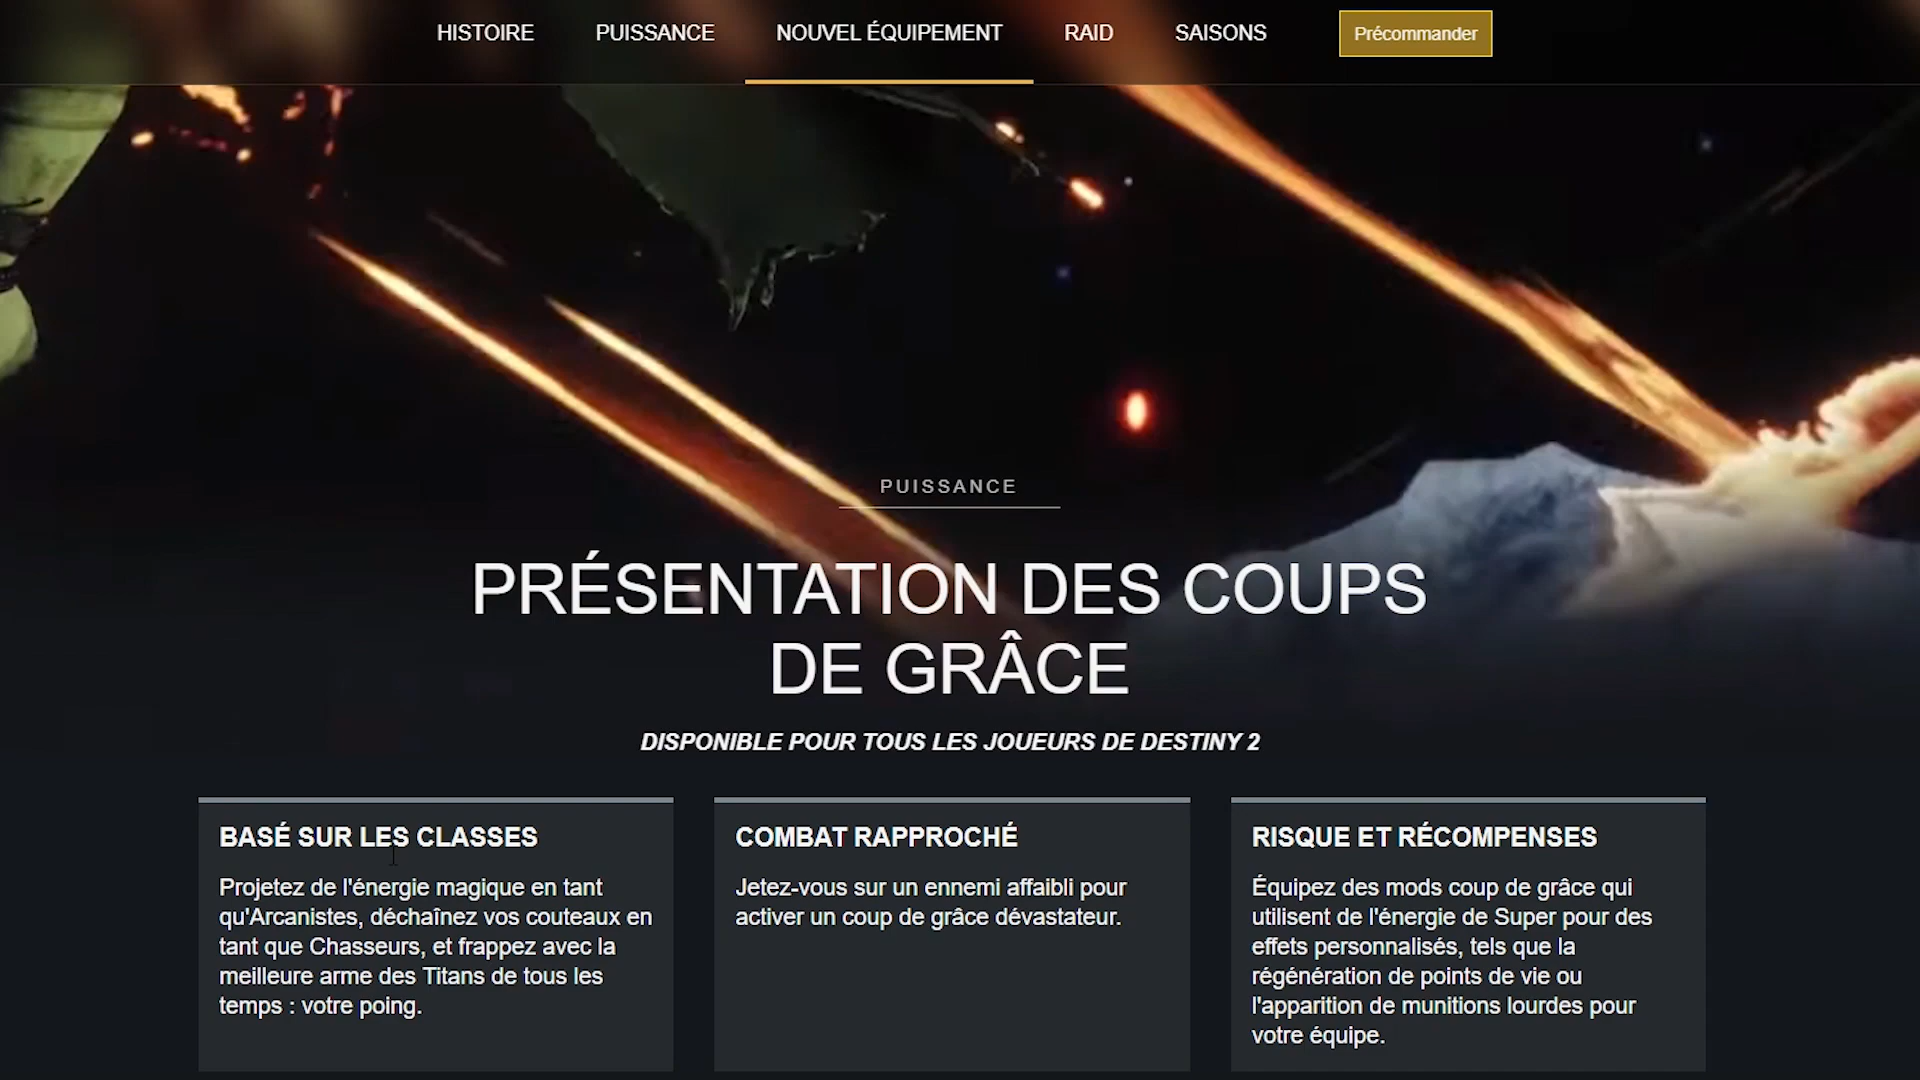 HISTOIRE PUISSANCE NOUVEL ÉQUIPEMENT RAID SAISONS Précommander
PUISSANCE
PRÉSENTATION DES COUPS
DE GRÂCE
DISPONIBLE POUR TOUS LES JOUEURS DE DESTINY 2
BASÉ SUR LES CLASSES
Projetez de l'énergie magique en tant
qu'Arcanistes, déchaînez vos couteaux en
tant que Chasseurs, et frappez avec la
meilleure arme des Titans de tous les
temps : votre poing.
COMBAT RAPPROCHÉ
Jetez-vous sur un ennemi affaibli pour
activer un coup de grâce dévastateur.
RISQUE ET RÉCOMPENSES
Équipez des mods coup de grâce qui
utilisent de l'énergie de Super pour des
effets personnalisés, tels que la
régénération de points de vie ou
l'apparition de munitions lourdes pour
votre équipe.